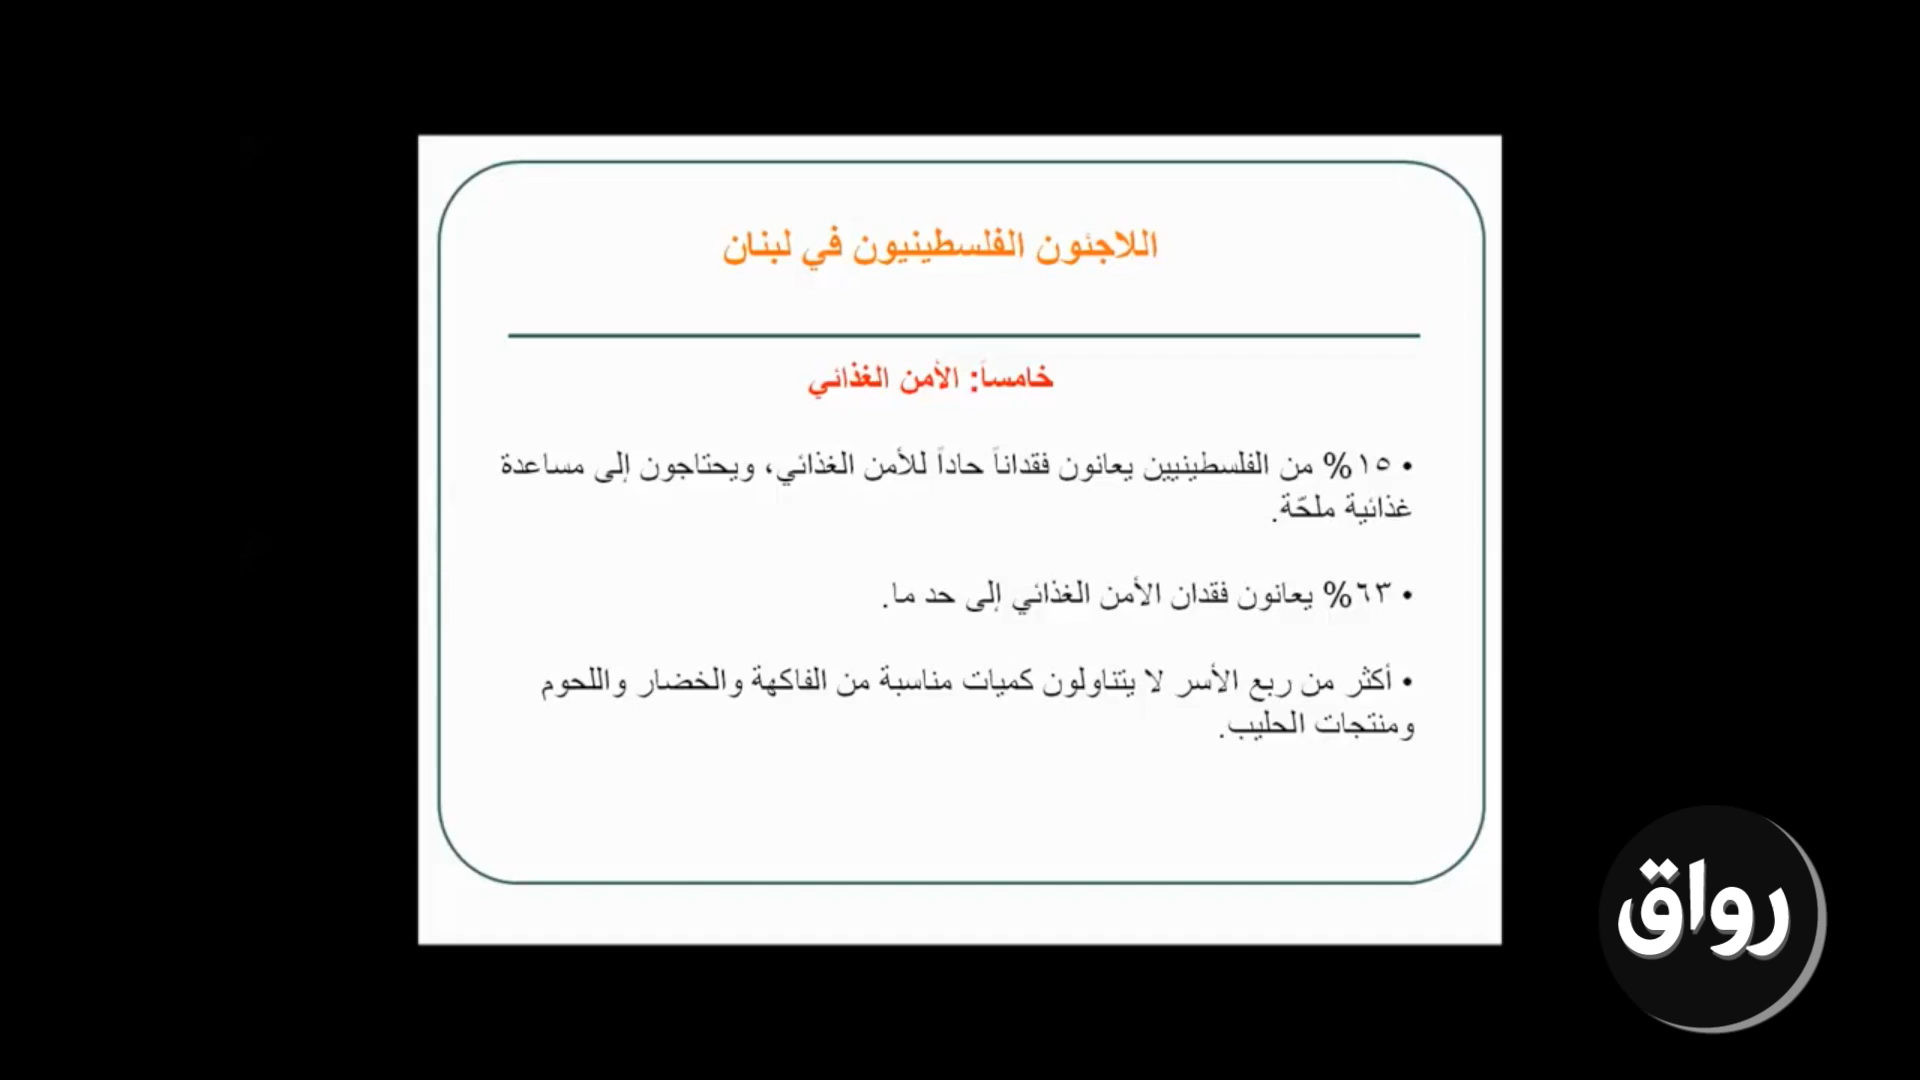 اللاجئون الفلسطينيون في لبنان
خامساً: الأمن الغذائي
• ١٥% من الفلسطينيين يعانون فقداناً حاداً للأمن الغذائي، ويحتاجون إلى مساعدة
غذائية ملحّة.
• ٦٣% يعانون فقدان الأمن الغذائي إلى حد ما.
• أكثر من ربع الأسر لا يتناولون كميات مناسبة من الفاكهة والخضار واللحوم
ومنتجات الحليب.
رواق